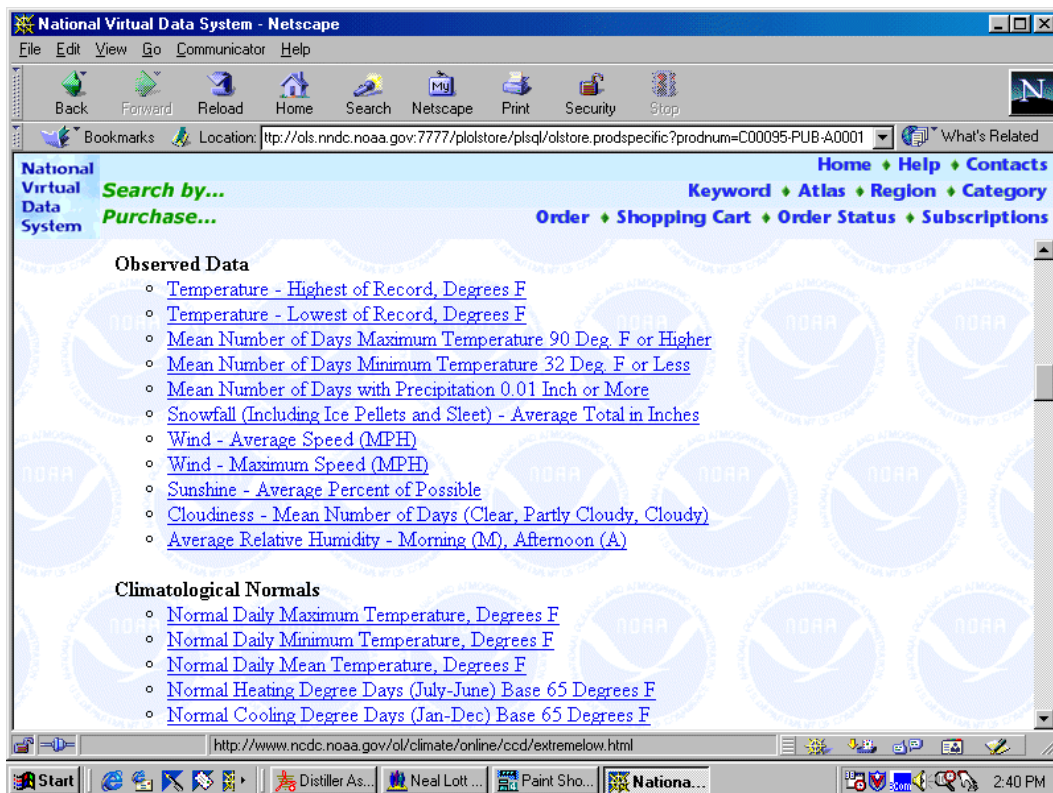 National Virtual Data System - Netscape
File Edit View Go Communicator Help
Back Forward Reload Home Search Netscape Print Security Stop
My
N
Bookmarks Location: ttp://ols.nndc.noaa.gov:7777/plolstore/plsql/olstore.prodspecific?prodnum=C00095-PUB-A0001 What's Related
National Virtual Data System
Home ♦ Help ♦ Contacts
Search by... Keyword ♦ Atlas ♦ Region ♦ Category
Purchase... Order ♦ Shopping Cart ♦ Order Status ♦ Subscriptions
Observed Data
Temperature - Highest of Record, Degrees F
Temperature - Lowest of Record, Degrees F
Mean Number of Days Maximum Temperature 90 Deg. F or Higher
Mean Number of Days Minimum Temperature 32 Deg. F or Less
Mean Number of Days with Precipitation 0.01 Inch or More
Snowfall (Including Ice Pellets and Sleet) - Average Total in Inches
Wind - Average Speed (MPH)
Wind - Maximum Speed (MPH)
Sunshine - Average Percent of Possible
Cloudiness - Mean Number of Days (Clear, Partly Cloudy, Cloudy)
Average Relative Humidity - Morning (M), Afternoon (A)
Climatological Normals
Normal Daily Maximum Temperature, Degrees F
Normal Daily Minimum Temperature, Degrees F
Normal Daily Mean Temperature, Degrees F
Normal Heating Degree Days (July-June) Base 65 Degrees F
Normal Cooling Degree Days (Jan-Dec) Base 65 Degrees F
http://www.ncdc.noaa.gov/ol/climate/online/ccd/extremelow.html
Start Distiller As... Neal Lott ... Paint Sho... Nationa... 2:40 PM